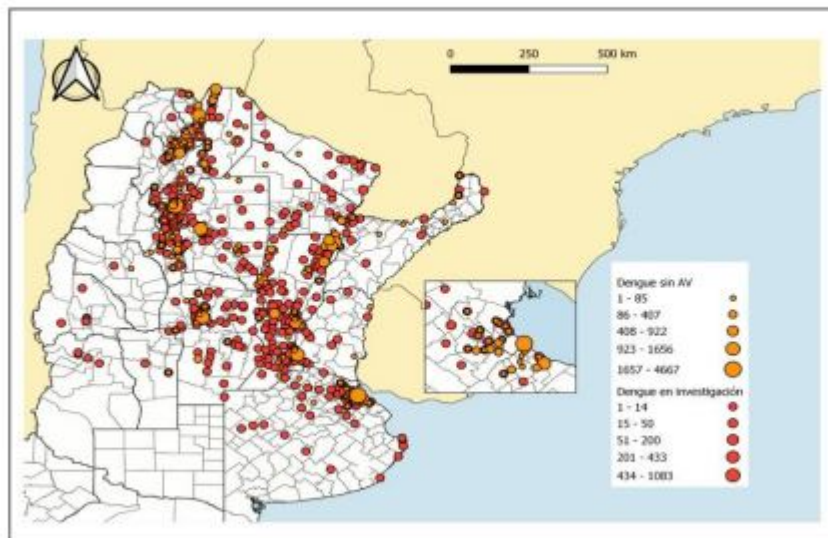 0 250 500 km
Dengue sin AV
1 - 85
86 - 407
408 - 922
923 - 1656
1657 - 4667
Dengue en investigación
1 - 14
15 - 50
51 - 200
201 - 433
434 - 1083